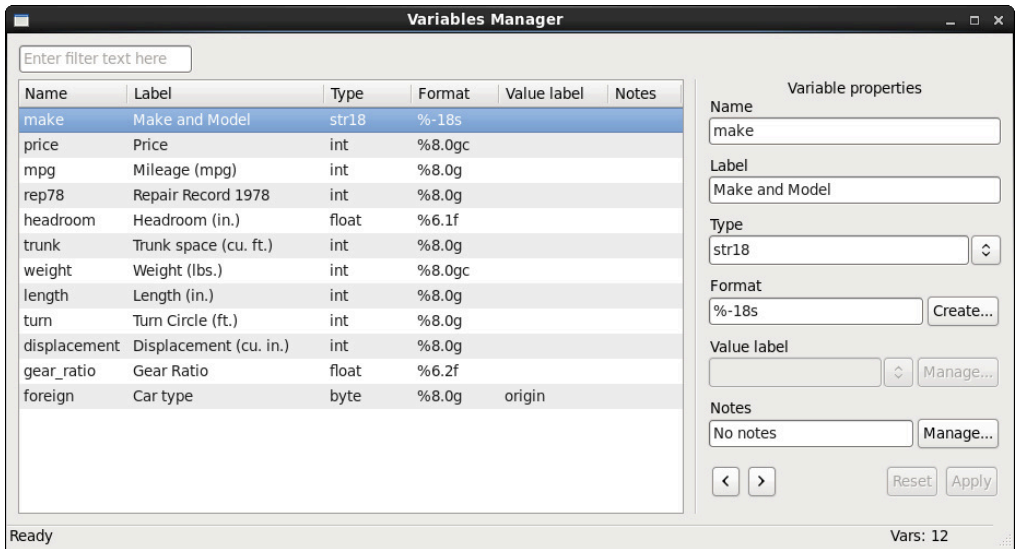 Variables Manager
Enter filter text here
Name Label Type Format Value label Notes
make Make and Model str18 %-18s
price Price int %8.0gc
mpg Mileage (mpg) int %8.0g
rep78 Repair Record 1978 int %8.0g
headroom Headroom (in.) float %6.1f
trunk Trunk space (cu. ft.) int %8.0g
weight Weight (lbs.) int %8.0gc
length Length (in.) int %8.0g
turn Turn Circle (ft.) int %8.0g
displacement Displacement (cu. in.) int %8.0g
gear_ratio Gear Ratio float %6.2f
foreign Car type byte %8.0g origin
Variable properties
Name
make
Label
Make and Model
Type
str18
Format
%-18s Create...
Value label
Manage...
Notes
No notes Manage...
< > Reset Apply
Ready Vars: 12